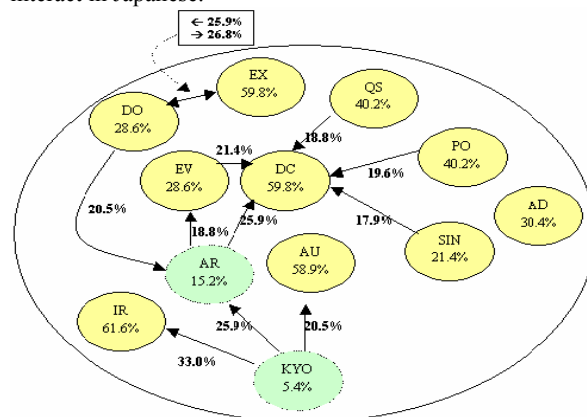 interact in Japanese.
← 25.9%
→ 26.8%
EX
59.8%
QS
40.2%
DO
28.6%
PO
40.2%
21.4%
18.8%
EV
28.6%
DC
59.8%
19.6%
AD
30.4%
20.5%
18.8%
25.9%
17.9%
SIN
21.4%
AR
15.2%
AU
58.9%
IR
61.6%
25.9%
20.5%
33.0%
KYO
5.4%